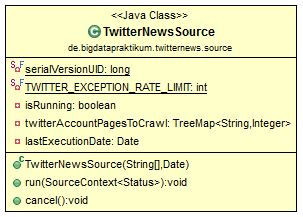 <<Java Class>>
TwitterNewsSource
de.bigdatapraktikum.twitternews.source
serialVersionUID: long
TWITTER_EXCEPTION_RATE_LIMIT: int
isRunning: boolean
twitterAccountPagesToCrawl: TreeMap<String,Integer>
lastExecutionDate: Date
TwitterNewsSource(String[],Date)
run(SourceContext<Status>):void
cancel():void